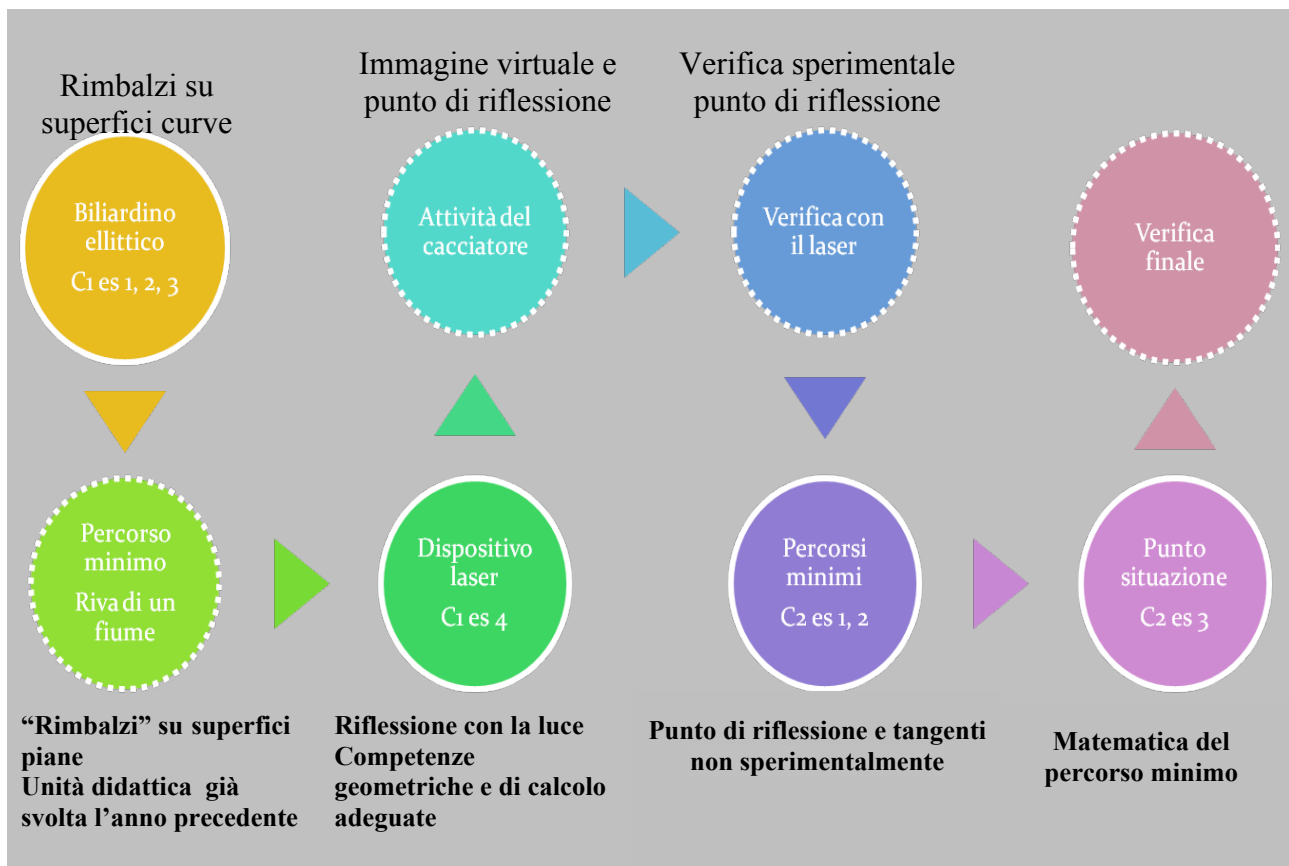 Rimbalzi su
superfici curve
Immagine virtuale e
punto di riflessione
Verifica sperimentale
punto di riflessione
Biliardino
ellittico
C1 es 1, 2, 3
Attività del
cacciatore
Verifica con
il laser
Verifica
finale
Percorso
minimo
Riva di un
fiume
Dispositivo
laser
C1 es 4
Percorsi
minimi
C2 es 1, 2
Punto
situazione
C2 es 3
“Rimbalzi” su superfici
piane
Unità didattica già
svolta l’anno precedente
Riflessione con la luce
Competenze
geometriche e di calcolo
adeguate
Punto di riflessione e tangenti
non sperimentalmente
Matematica del
percorso minimo